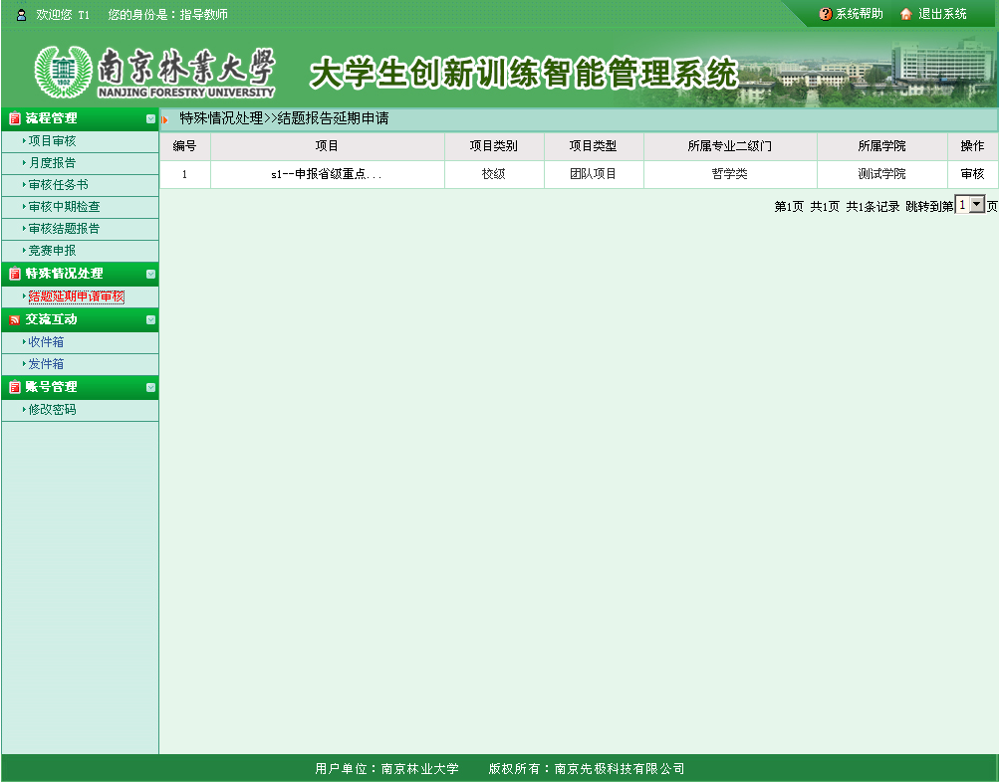 欢迎您 T1 您的身份是：指导教师 系统帮助 退出系统
南京林業大學 大学生创新训练智能管理系统
NANJING FORESTRY UNIVERSITY
流程管理
项目审核
月度报告
审核任务书
审核中期检查
审核结题报告
竞赛申报
特殊情况处理
结题延期申请审核
交流互动
收件箱
发件箱
账号管理
修改密码
特殊情况处理>>结题报告延期申请
编号 项目 项目类别 项目类型 所属专业二级门 所属学院 操作
1 s1--申报省级重点... 校级 团队项目 哲学类 测试学院 审核
第1页 共1页 共1条记录 跳转到第 1 页
用户单位：南京林业大学 版权所有：南京先极科技有限公司